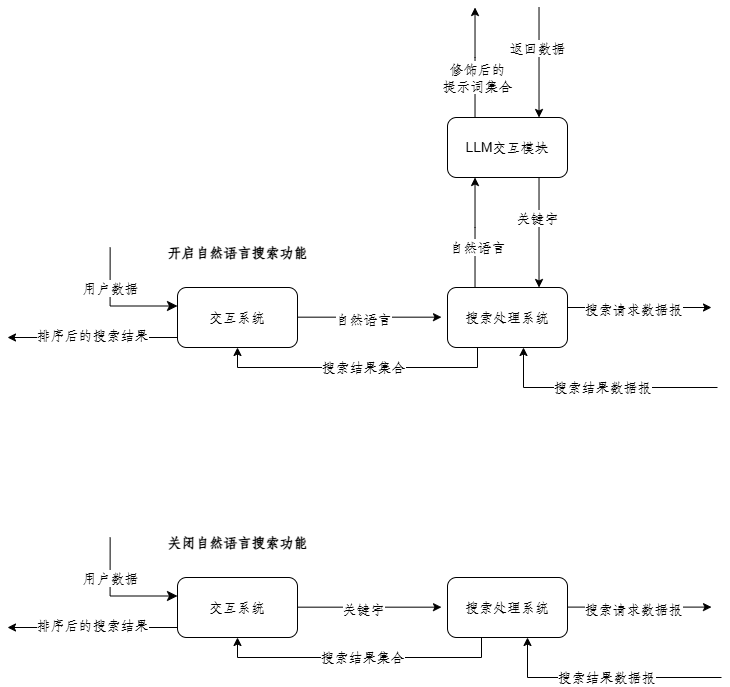 返回数据
修饰后的
提示词集合
LLM交互模块
关键字
自然语言
开启自然语言搜索功能
用户数据
交互系统
自然语言
搜索处理系统
搜索请求数据报
排序后的搜索结果
搜索结果集合
搜索结果数据报
关闭自然语言搜索功能
用户数据
交互系统
关键字
搜索处理系统
搜索请求数据报
排序后的搜索结果
搜索结果集合
搜索结果数据报